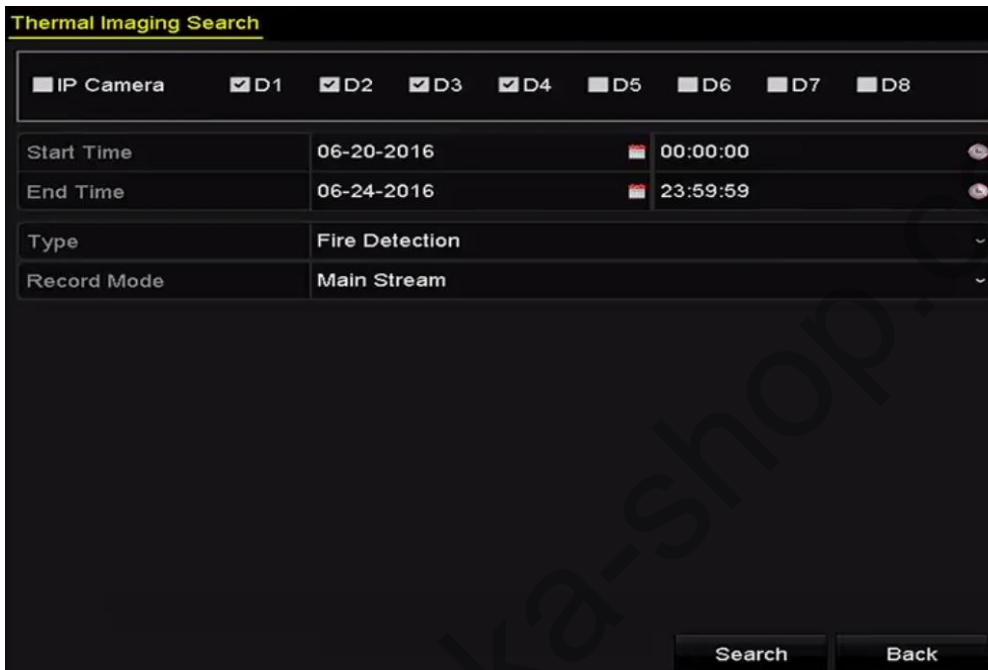 Thermal Imaging Search
IP Camera D1 D2 D3 D4 D5 D6 D7 D8
Start Time 06-20-2016 00:00:00
End Time 06-24-2016 23:59:59
Type Fire Detection
Record Mode Main Stream
Search Back